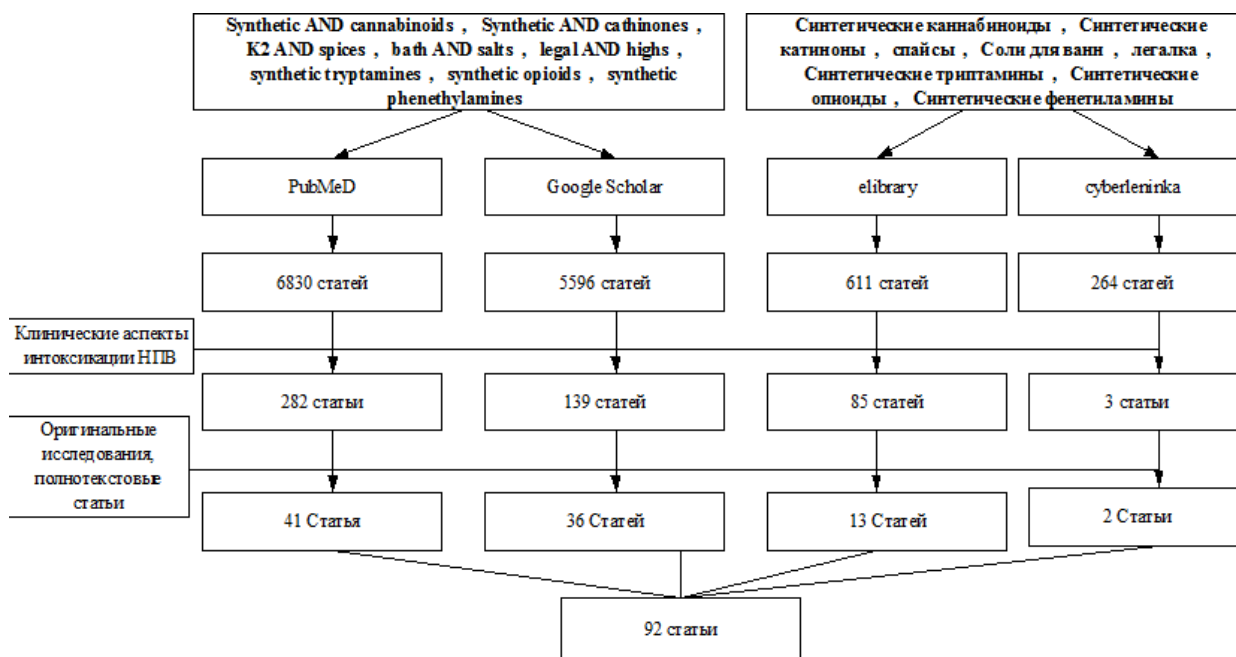 Synthetic AND cannabinoids , Synthetic AND cathinones ,
K2 AND spices , bath AND salts , legal AND highs ,
synthetic tryptamines , synthetic opioids , synthetic
phenethylamines
Синтетические каннабиноиды , Синтетические
катиноны , спайсы , Соли для ванн , легалка ,
Синтетические триптамины , Синтетические
опиоиды , Синтетические фенетиламины
PubMeD
Google Scholar
elibrary
cyberleninka
6830 статей
5596 статей
611 статей
264 статей
Клинические аспекты
интоксикации НПВ
282 статьи
139 статей
85 статей
3 статьи
Оригинальные
исследования,
полнотекстовые
статьи
41 Статья
36 Статей
13 Статей
2 Статьи
92 статьи